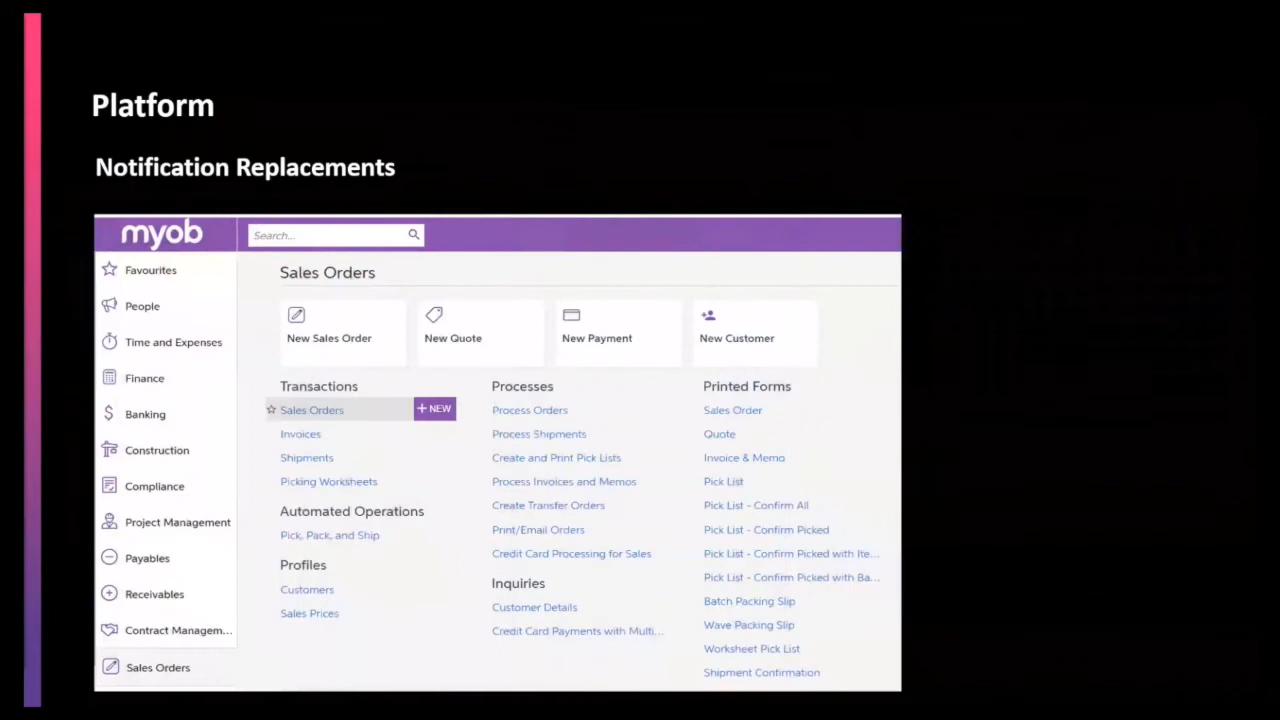 Platform
Notification Replacements
myob
Search...
Favourites
People
Time and Expenses
Finance
Banking
Construction
Compliance
Project Management
Payables
Receivables
Contract Managem...
Sales Orders
Sales Orders
New Sales Order
New Quote
New Payment
New Customer
Transactions
Sales Orders
+ NEW
Invoices
Shipments
Picking Worksheets
Automated Operations
Pick, Pack, and Ship
Profiles
Customers
Sales Prices
Processes
Process Orders
Process Shipments
Create and Print Pick Lists
Process Invoices and Memos
Create Transfer Orders
Print/Email Orders
Credit Card Processing for Sales
Inquiries
Customer Details
Credit Card Payments with Multi...
Printed Forms
Sales Order
Quote
Invoice & Memo
Pick List
Pick List - Confirm All
Pick List - Confirm Picked
Pick List - Confirm Picked with Ite...
Pick List - Confirm Picked with Ba...
Batch Packing Slip
Wave Packing Slip
Worksheet Pick List
Shipment Confirmation